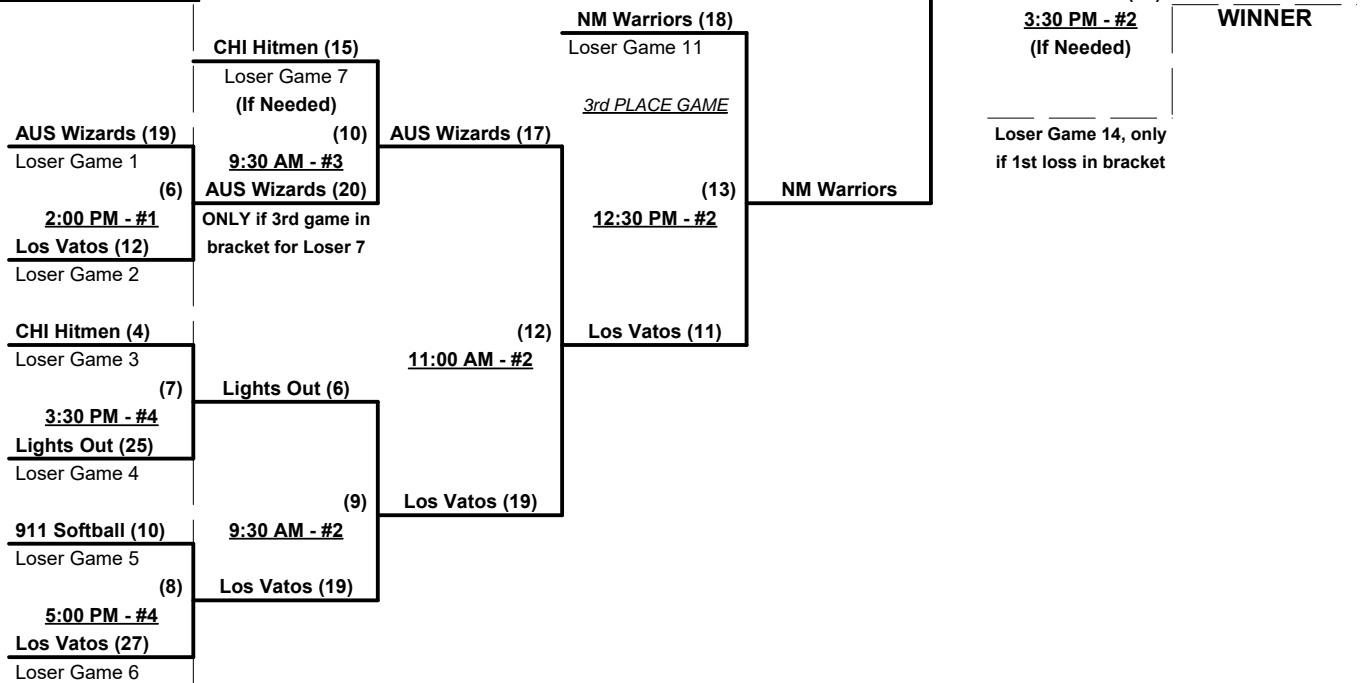 NM Warriors (18)
3:30 PM - #2
WINNER
CHI Hitmen (15)
Loser Game 11
(If Needed)
Loser Game 7
(If Needed)
3rd PLACE GAME
AUS Wizards (19)
(10)
AUS Wizards (17)
Loser Game 14, only
if 1st loss in bracket
Loser Game 1
9:30 AM - #3
(6)
AUS Wizards (20)
(13)
NM Warriors
2:00 PM - #1
ONLY if 3rd game in
bracket for Loser 7
12:30 PM - #2
Los Vatos (12)
Loser Game 2
CHI Hitmen (4)
(12)
Los Vatos (11)
Loser Game 3
11:00 AM - #2
(7)
Lights Out (6)
3:30 PM - #4
Lights Out (25)
Loser Game 4
(9)
Los Vatos (19)
911 Softball (10)
9:30 AM - #2
Loser Game 5
(8)
Los Vatos (19)
5:00 PM - #4
Los Vatos (27)
Loser Game 6